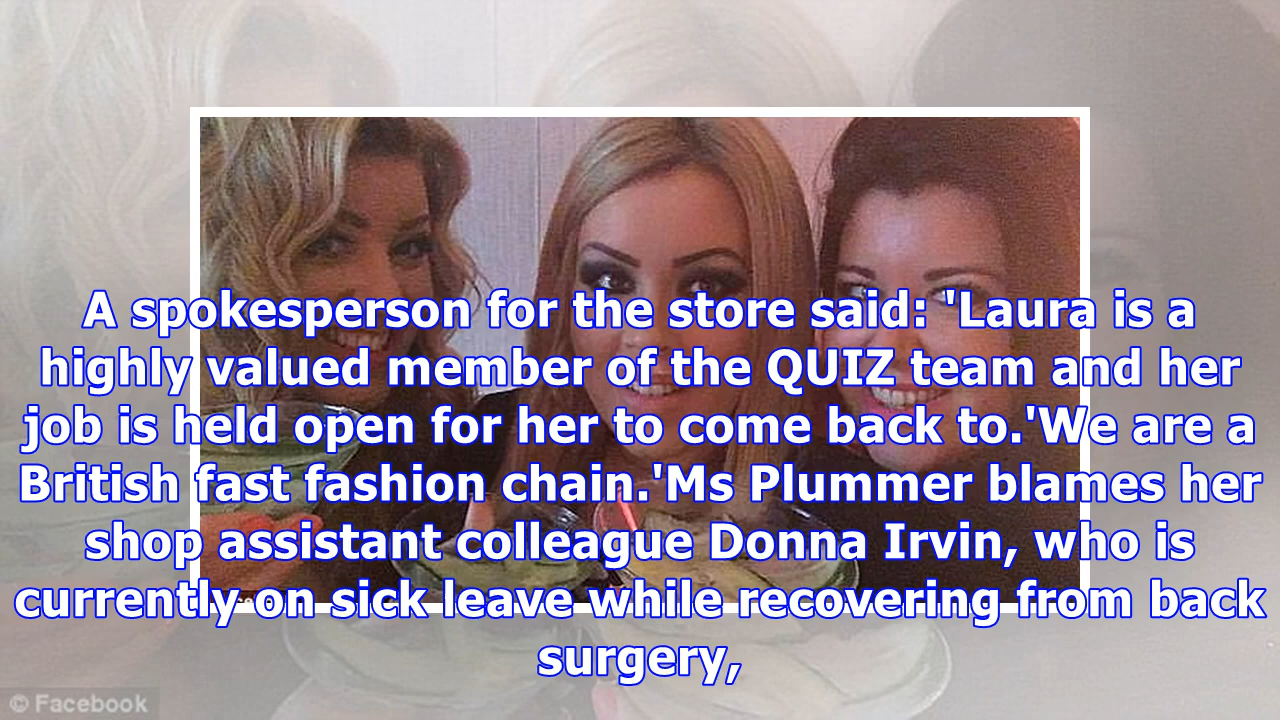 A spokesperson for the store said: 'Laura is a
highly valued member of the QUIZ team and her
job is held open for her to come back to.'We are a
British fast fashion chain.'Ms Plummer blames her
shop assistant colleague Donna Irvin, who is
currently on sick leave while recovering from back
surgery,
© Facebook